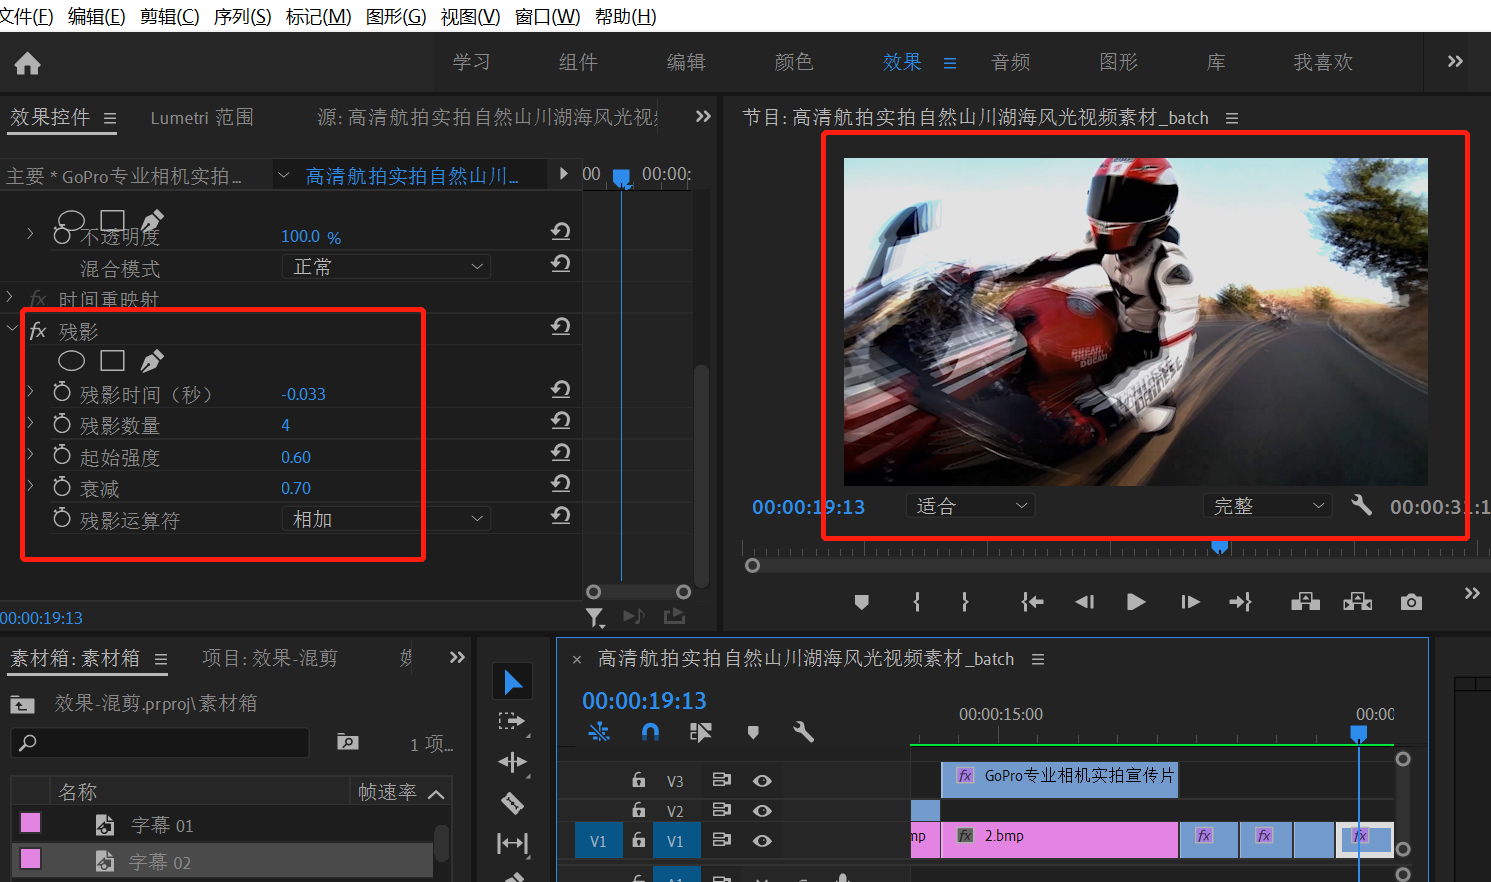 文件(F) 编辑(E) 剪辑(C) 序列(S) 标记(M) 图形(G) 视图(V) 窗口(W) 帮助(H)
学习 组件 编辑 颜色 效果 音频 图形 库 我喜欢
效果控件 Lumetri 范围 源: 高清航拍实拍自然山川湖海风光视频
节目: 高清航拍实拍自然山川湖海风光视频素材_batch
主要 * GoPro专业相机实拍... 高清航拍实拍自然山川... 00 00:00:
不透明度 100.0 %
混合模式 正常
fx 时间重映射
fx 残影
残影时间（秒） -0.033
残影数量 4
起始强度 0.60
衰减 0.70
残影运算符 相加
DUCATI
DUCATI
00:00:19:13 适合 完整 00:00:31:1
00:00:19:13
素材箱: 素材箱 项目: 效果-混剪
效果-混剪.prproj\素材箱
1 项...
名称 帧速率
字幕 01
字幕 02
× 高清航拍实拍自然山川湖海风光视频素材_batch
00:00:19:13
00:00:15:00 00:00
V3 fx GoPro专业相机实拍宣传片
V2
V1 V1 mp fx 2.bmp fx fx fx
A1